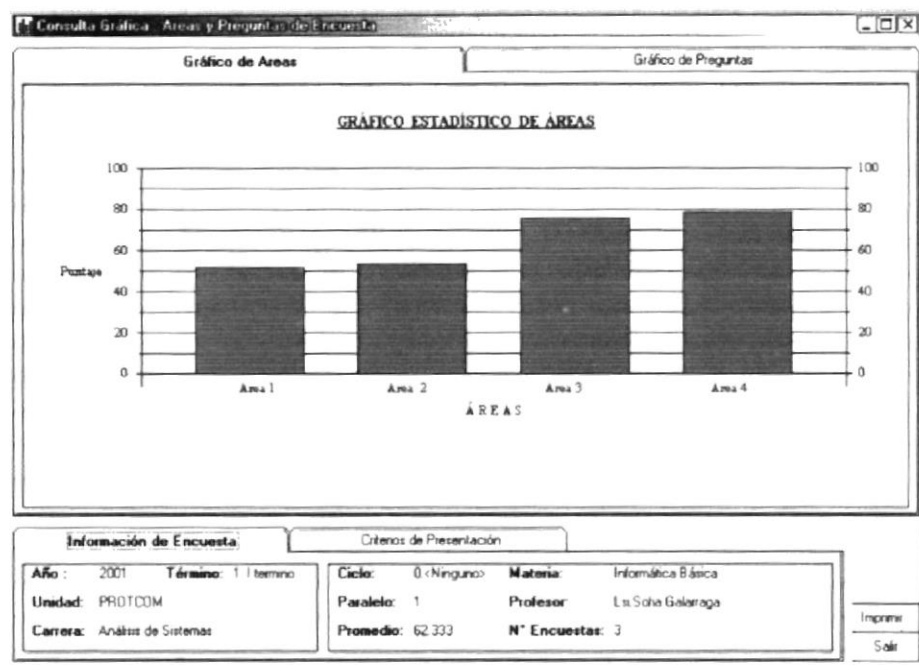 Consulta Gráfica Areas y Preguntas de Encuesta
Gráfico de Areas
Gráfico de Preguntas
GRÁFICO ESTADÍSTICO DE ÁREAS
100 100
80 80
60 60
Puntaje
40 40
20 20
0 0
Area 1 Area 2 Area 3 Area 4
ÁREAS
Información de Encuesta
Criterios de Presentación
Año : 2001 Término: 1 I termino
Unidad: PROTCOM
Carrera: Análisis de Sistemas
Ciclo: 0 <Ninguno> Materia: Informática Básica
Paralelo: 1 Profesor Galarraga
Promedio: 62.333 N° Encuestas: 3
Imprimir
Salir